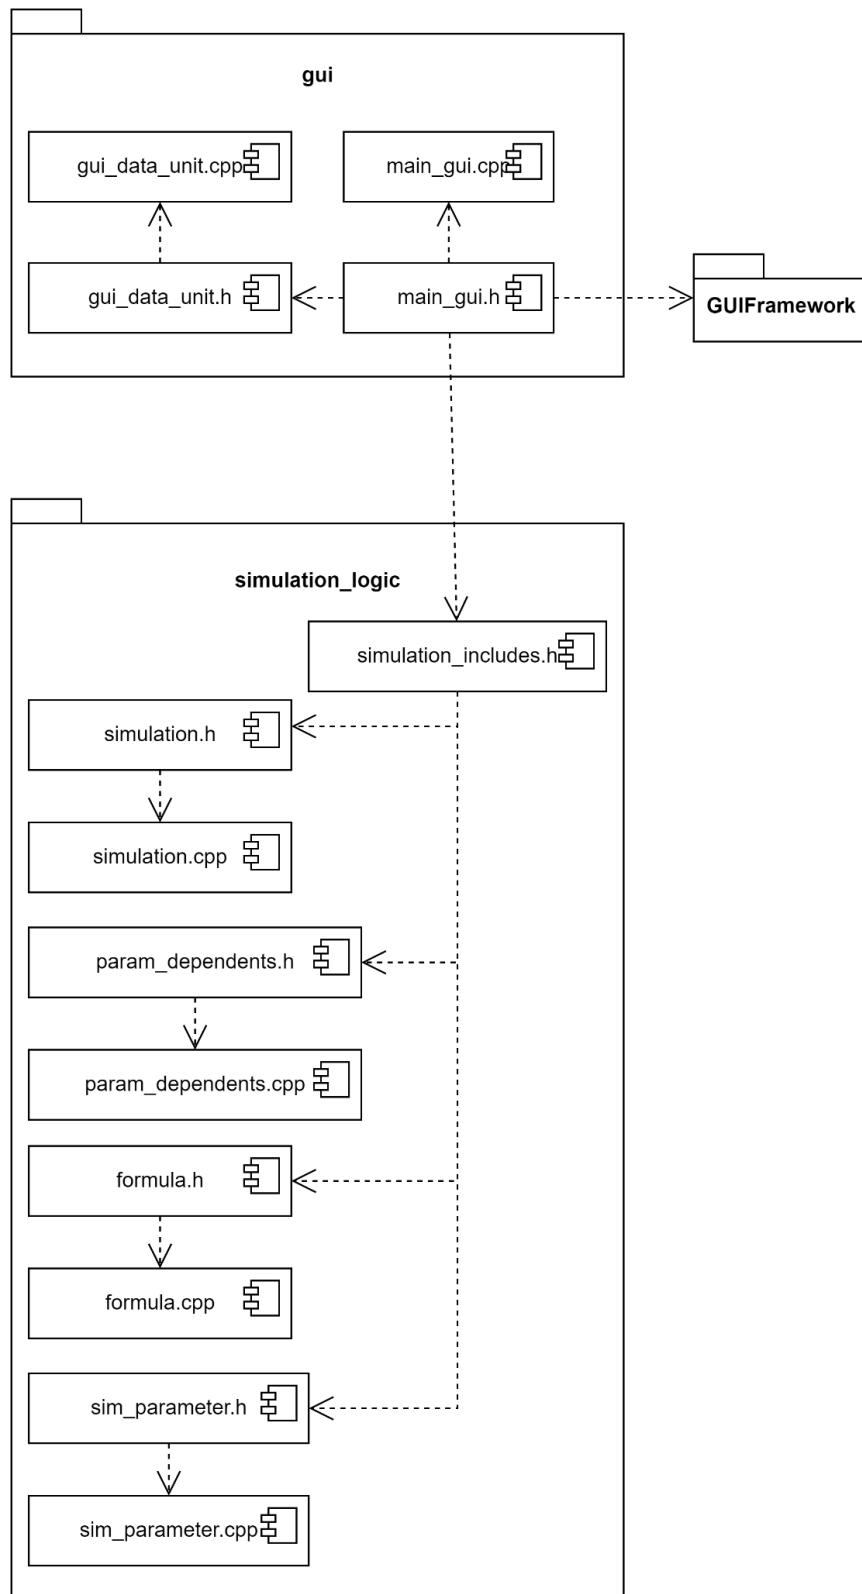 gui
gui_data_unit.cpp
main_gui.cpp
gui_data_unit.h
main_gui.h
GUIFramework
simulation_logic
simulation_includes.h
simulation.h
simulation.cpp
param_dependents.h
param_dependents.cpp
formula.h
formula.cpp
sim_parameter.h
sim_parameter.cpp